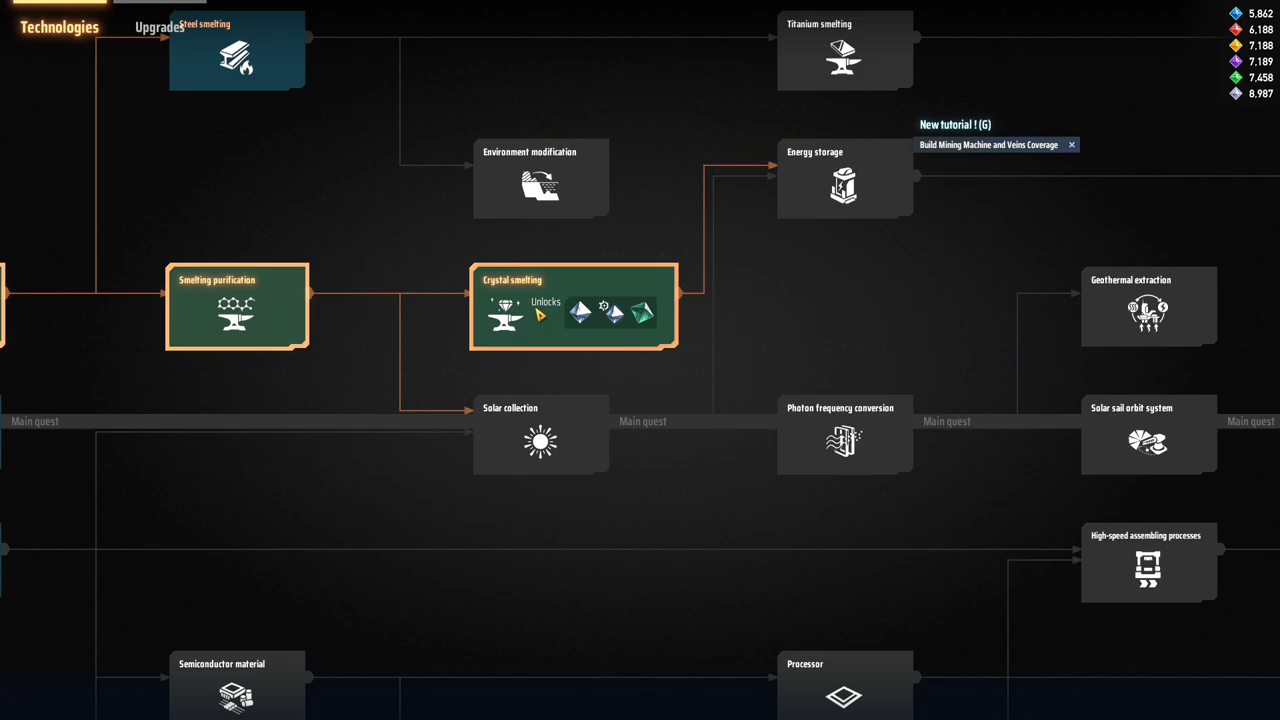 Technologies
Upgrades
Steel smelting
Titanium smelting
5,862
6,188
7,188
7,189
7,458
8,987
New tutorial ! (G)
Build Mining Machine and Veins Coverage
Environment modification
Energy storage
Smelting purification
Crystal smelting
Unlocks
Geothermal extraction
Main quest
Solar collection
Main quest
Photon frequency conversion
Main quest
Solar sail orbit system
Main quest
High-speed assembling processes
Semiconductor material
Processor